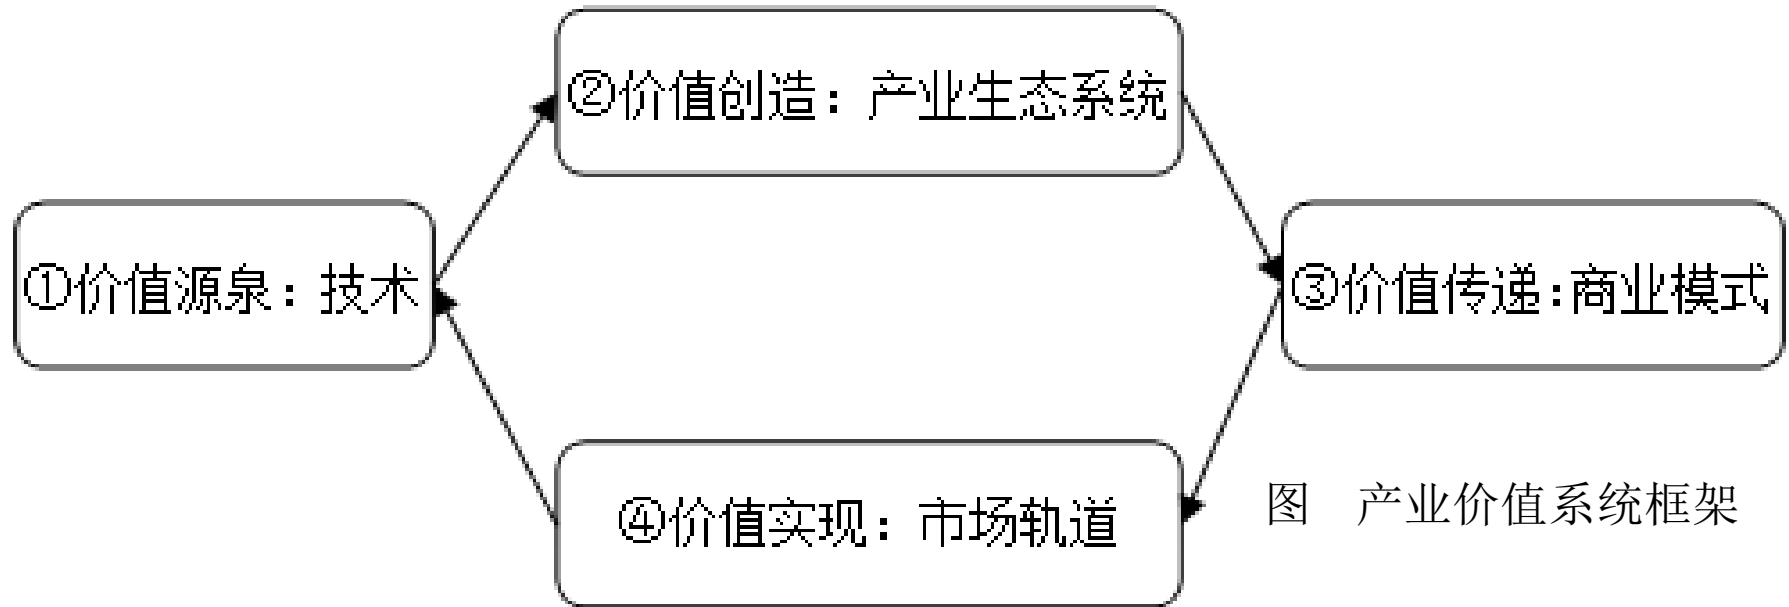 ②价值创造：产业生态系统
①价值源泉：技术
③价值传递:商业模式
④价值实现：市场轨道
图　产业价值系统框架